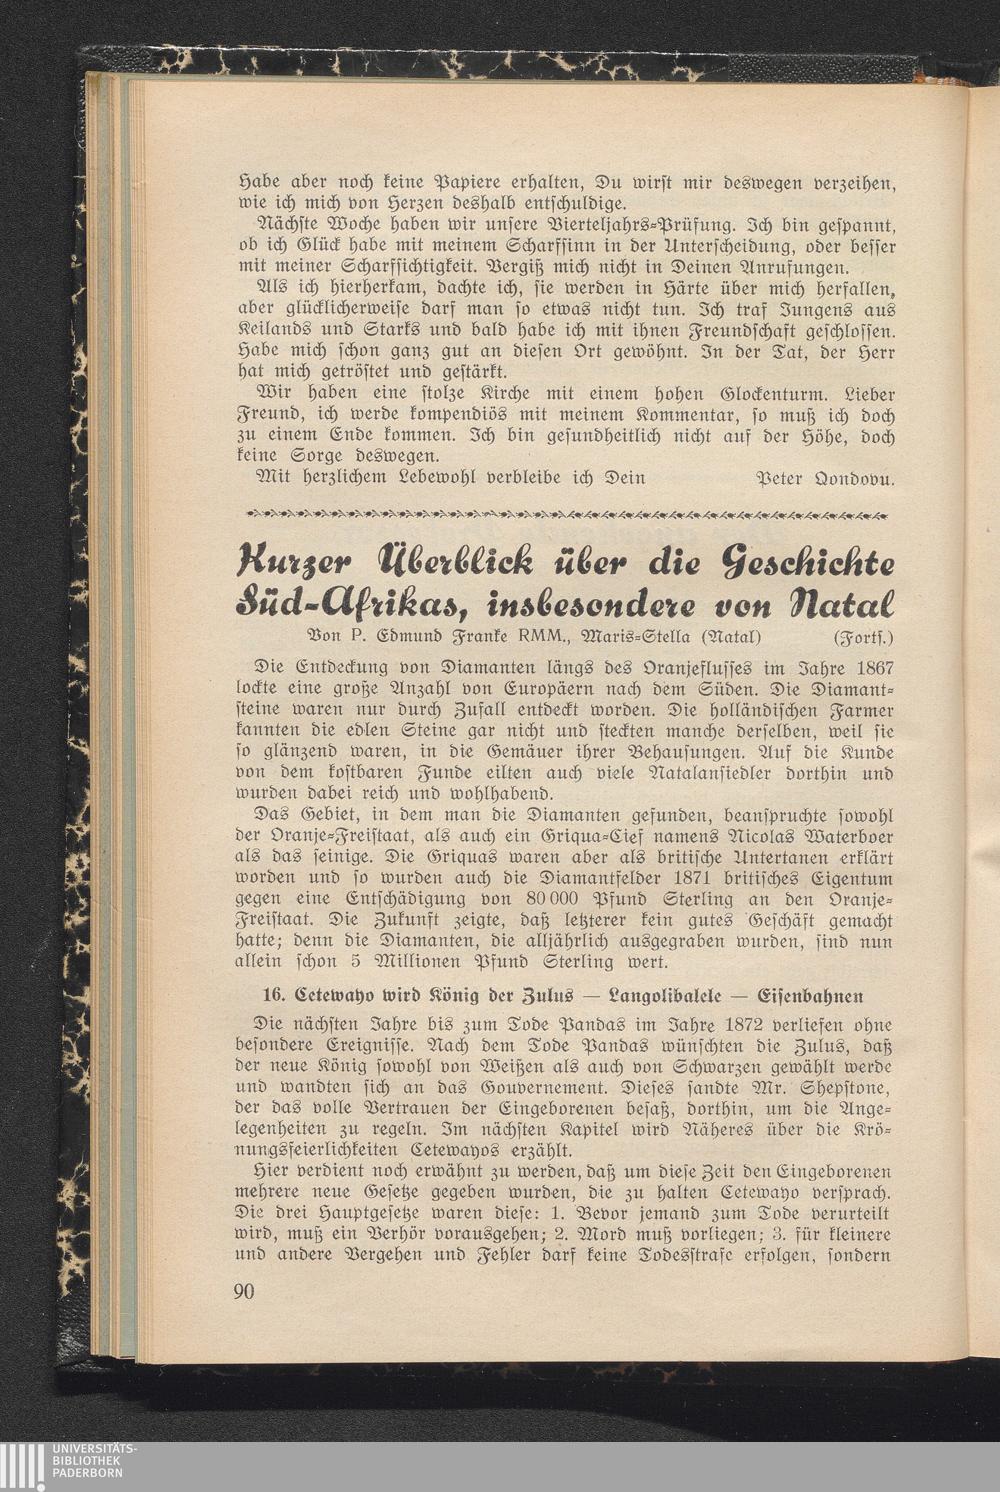 Habe aber noch keine Papiere erhalten, Du wirst mir deswegen verzeihen,
wie ich mich von Herzen deshalb entschuldige.
Nächste Woche haben wir unsere Vierteljahrs-Prüfung. Ich bin gespannt,
ob ich Glück habe mit meinem Scharfsinn in der Unterscheidung, oder besser
mit meiner Scharfsichtigkeit. Vergiß mich nicht in Deinen Anrufungen.
Als ich hierherkam, dachte ich, sie werden in Härte über mich herfallen,
aber glücklicherweise darf man so etwas nicht tun. Ich traf Jungens aus
Keilands und Starks und bald habe ich mit ihnen Freundschaft geschlossen.
Habe mich schon ganz gut an diesen Ort gewöhnt. In der Tat, der Herr
hat mich getröstet und gestärkt.
Wir haben eine stolze Kirche mit einem hohen Glockenturm. Lieber
Freund, ich werde kompendiös mit meinem Kommentar, so muß ich doch
zu einem Ende kommen. Ich bin gesundheitlich nicht auf der Höhe, doch
keine Sorge deswegen.
Mit herzlichem Lebewohl verbleibe ich Dein Peter Qondovu.
Kurzer Überblick über die Geschichte
Süd-Afrikas, insbesondere von Natal
Von P. Edmund Franke RMM., Maris-Stella (Natal) (Forts.)
Die Entdeckung von Diamanten längs des Oranjeflusses im Jahre 1867
lockte eine große Anzahl von Europäern nach dem Süden. Die Diamant-
steine waren nur durch Zufall entdeckt worden. Die holländischen Farmer
kannten die edlen Steine gar nicht und steckten manche derselben, weil sie
so glänzend waren, in die Gemäuer ihrer Behausungen. Auf die Kunde
von dem kostbaren Funde eilten auch viele Natalansiedler dorthin und
wurden dabei reich und wohlhabend.
Das Gebiet, in dem man die Diamanten gefunden, beanspruchte sowohl
der Oranje-Freistaat, als auch ein Griqua-Cief namens Nicolas Waterboer
als das seinige. Die Griquas waren aber als britische Untertanen erklärt
worden und so wurden auch die Diamantfelder 1871 britisches Eigentum
gegen eine Entschädigung von 80 000 Pfund Sterling an den Oranje-
Freistaat. Die Zukunft zeigte, daß letzterer kein gutes Geschäft gemacht
hatte; denn die Diamanten, die alljährlich ausgegraben wurden, sind nun
allein schon 5 Millionen Pfund Sterling wert.
16. Cetewayo wird König der Zulus — Langolibalele — Eisenbahnen
Die nächsten Jahre bis zum Tode Pandas im Jahre 1872 verliefen ohne
besondere Ereignisse. Nach dem Tode Pandas wünschten die Zulus, daß
der neue König sowohl von Weißen als auch von Schwarzen gewählt werde
und wandten sich an das Gouvernement. Dieses sandte Mr. Shepstone,
der das volle Vertrauen der Eingeborenen besaß, dorthin, um die Ange-
legenheiten zu regeln. Im nächsten Kapitel wird Näheres über die Krö-
nungsfeierlichkeiten Cetewayos erzählt.
Hier verdient noch erwähnt zu werden, daß um diese Zeit den Eingeborenen
mehrere neue Gesetze gegeben wurden, die zu halten Cetewayo versprach.
Die drei Hauptgesetze waren diese: 1. Bevor jemand zum Tode verurteilt
wird, muß ein Verhör vorausgehen; 2. Mord muß vorliegen; 3. für kleinere
und andere Vergehen und Fehler darf keine Todesstrafe erfolgen, sondern
90
UNIVERSITÄTS-
BIBLIOTHEK
PADERBORN